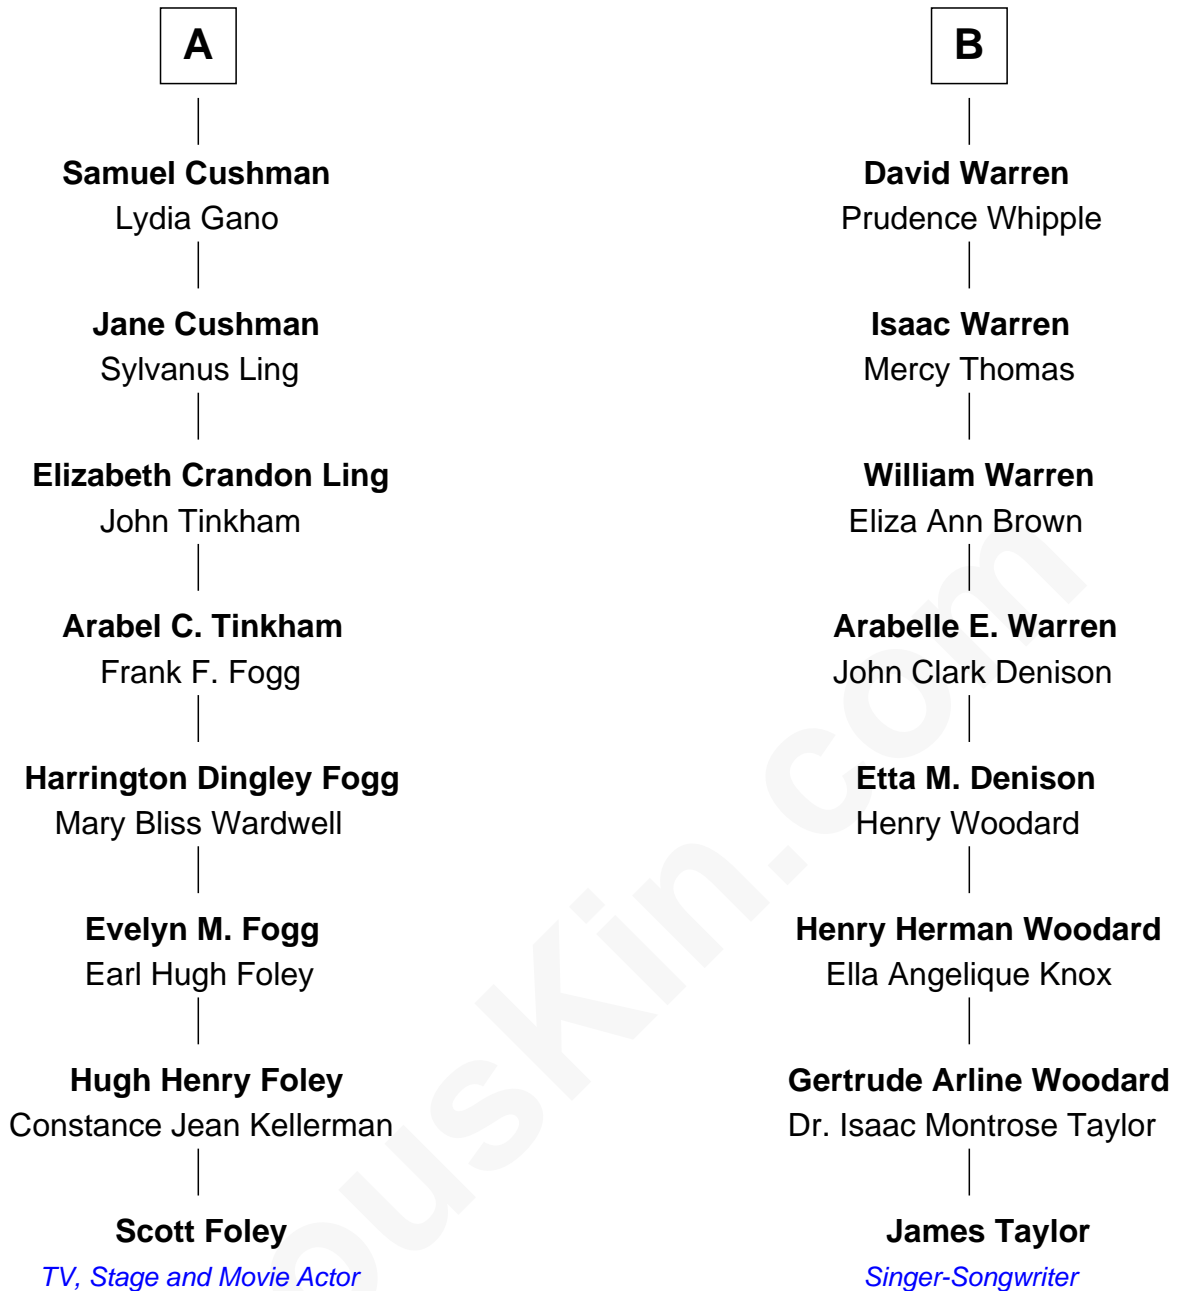 A
Samuel Cushman
Lydia Gano
Jane Cushman
Sylvanus Ling
Elizabeth Crandon Ling
John Tinkham
Arabel C. Tinkham
Frank F. Fogg
Harrington Dingley Fogg
Mary Bliss Wardwell
Evelyn M. Fogg
Earl Hugh Foley
Hugh Henry Foley
Constance Jean Kellerman
Scott Foley
TV, Stage and Movie Actor
B
David Warren
Prudence Whipple
Isaac Warren
Mercy Thomas
William Warren
Eliza Ann Brown
Arabelle E. Warren
John Clark Denison
Etta M. Denison
Henry Woodard
Henry Herman Woodard
Ella Angelique Knox
Gertrude Arline Woodard
Dr. Isaac Montrose Taylor
James Taylor
Singer-Songwriter
ousKin.com